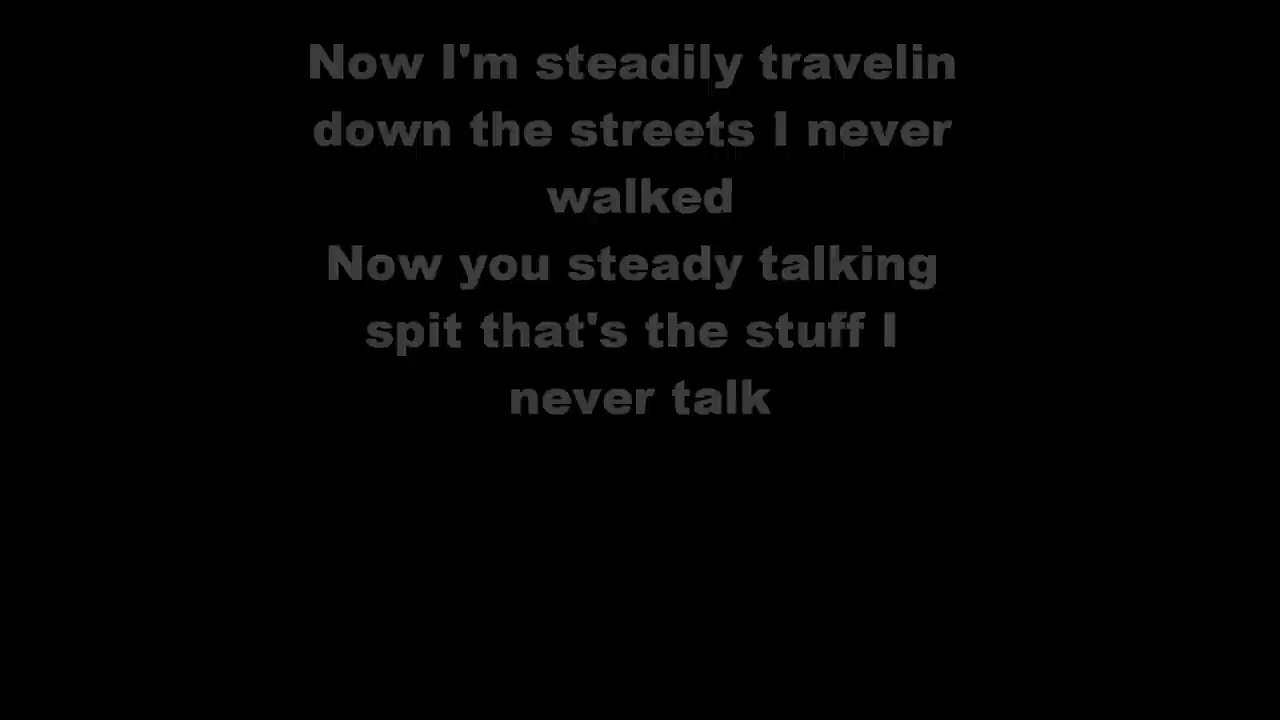 Now I'm steadily travelin
down the streets I never
walked
Now you steady talking
spit that's the stuff I
never talk